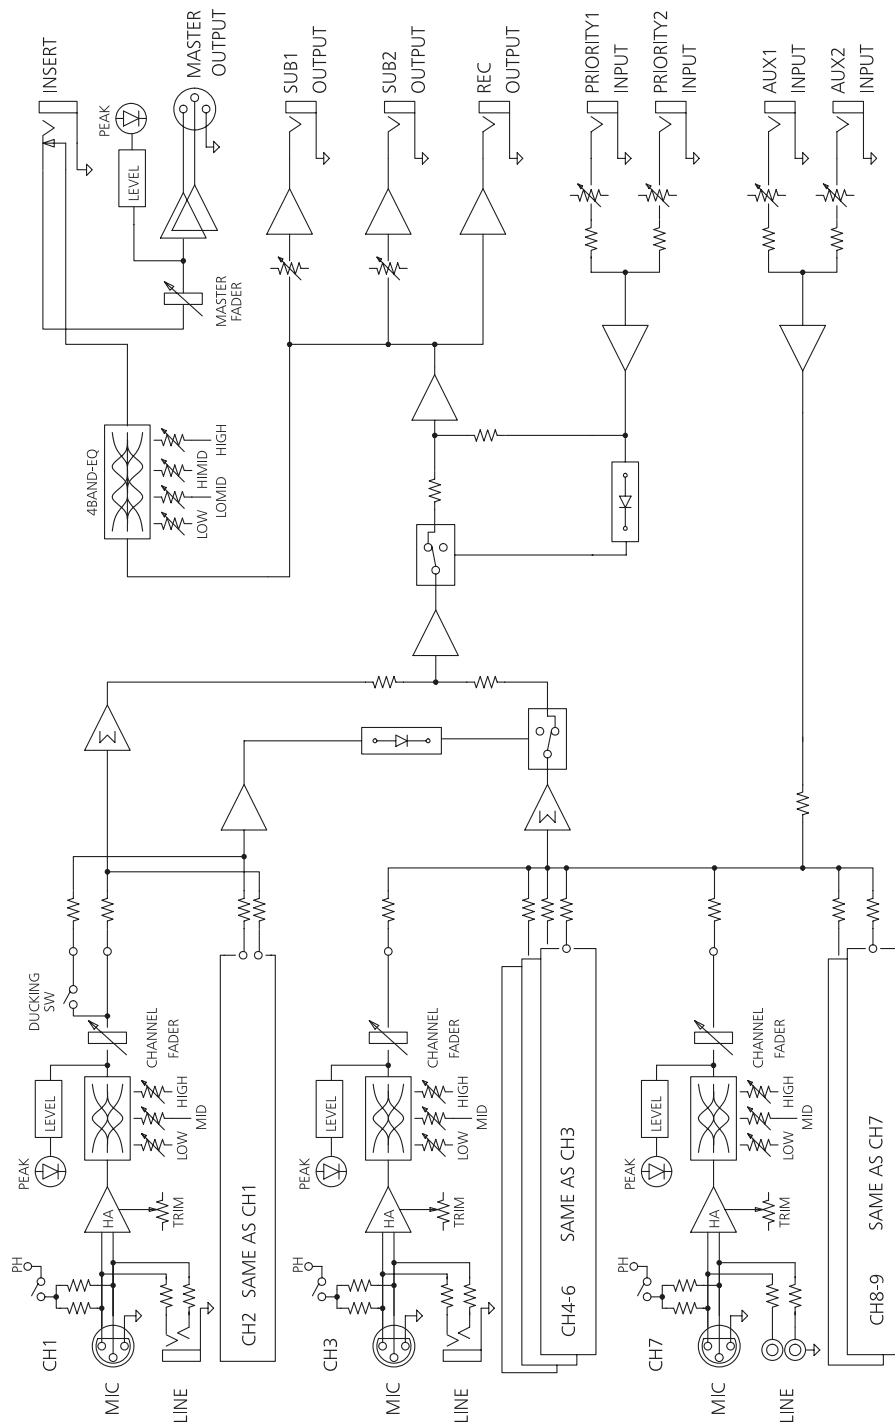 INSERT
PEAK
LEVEL
MASTER
OUTPUT
MASTER
FADER
SUB1
OUTPUT
SUB2
OUTPUT
REC
OUTPUT
PRIORITY1
INPUT
PRIORITY2
INPUT
AUX1
INPUT
AUX2
INPUT
4BAND-EQ
LOW
LOMID
HIMID
HIGH
Σ
Σ
DUCKING
SW
CH1
MIC
LINE
PH
HA
TRIM
PEAK
LEVEL
LOW
MID
HIGH
CHANNEL
FADER
CH2 SAME AS CH1
CH3
MIC
LINE
PH
HA
TRIM
PEAK
LEVEL
LOW
MID
HIGH
CHANNEL
FADER
CH4-6 SAME AS CH3
CH7
MIC
LINE
PH
HA
TRIM
PEAK
LEVEL
LOW
MID
HIGH
CHANNEL
FADER
CH8-9 SAME AS CH7